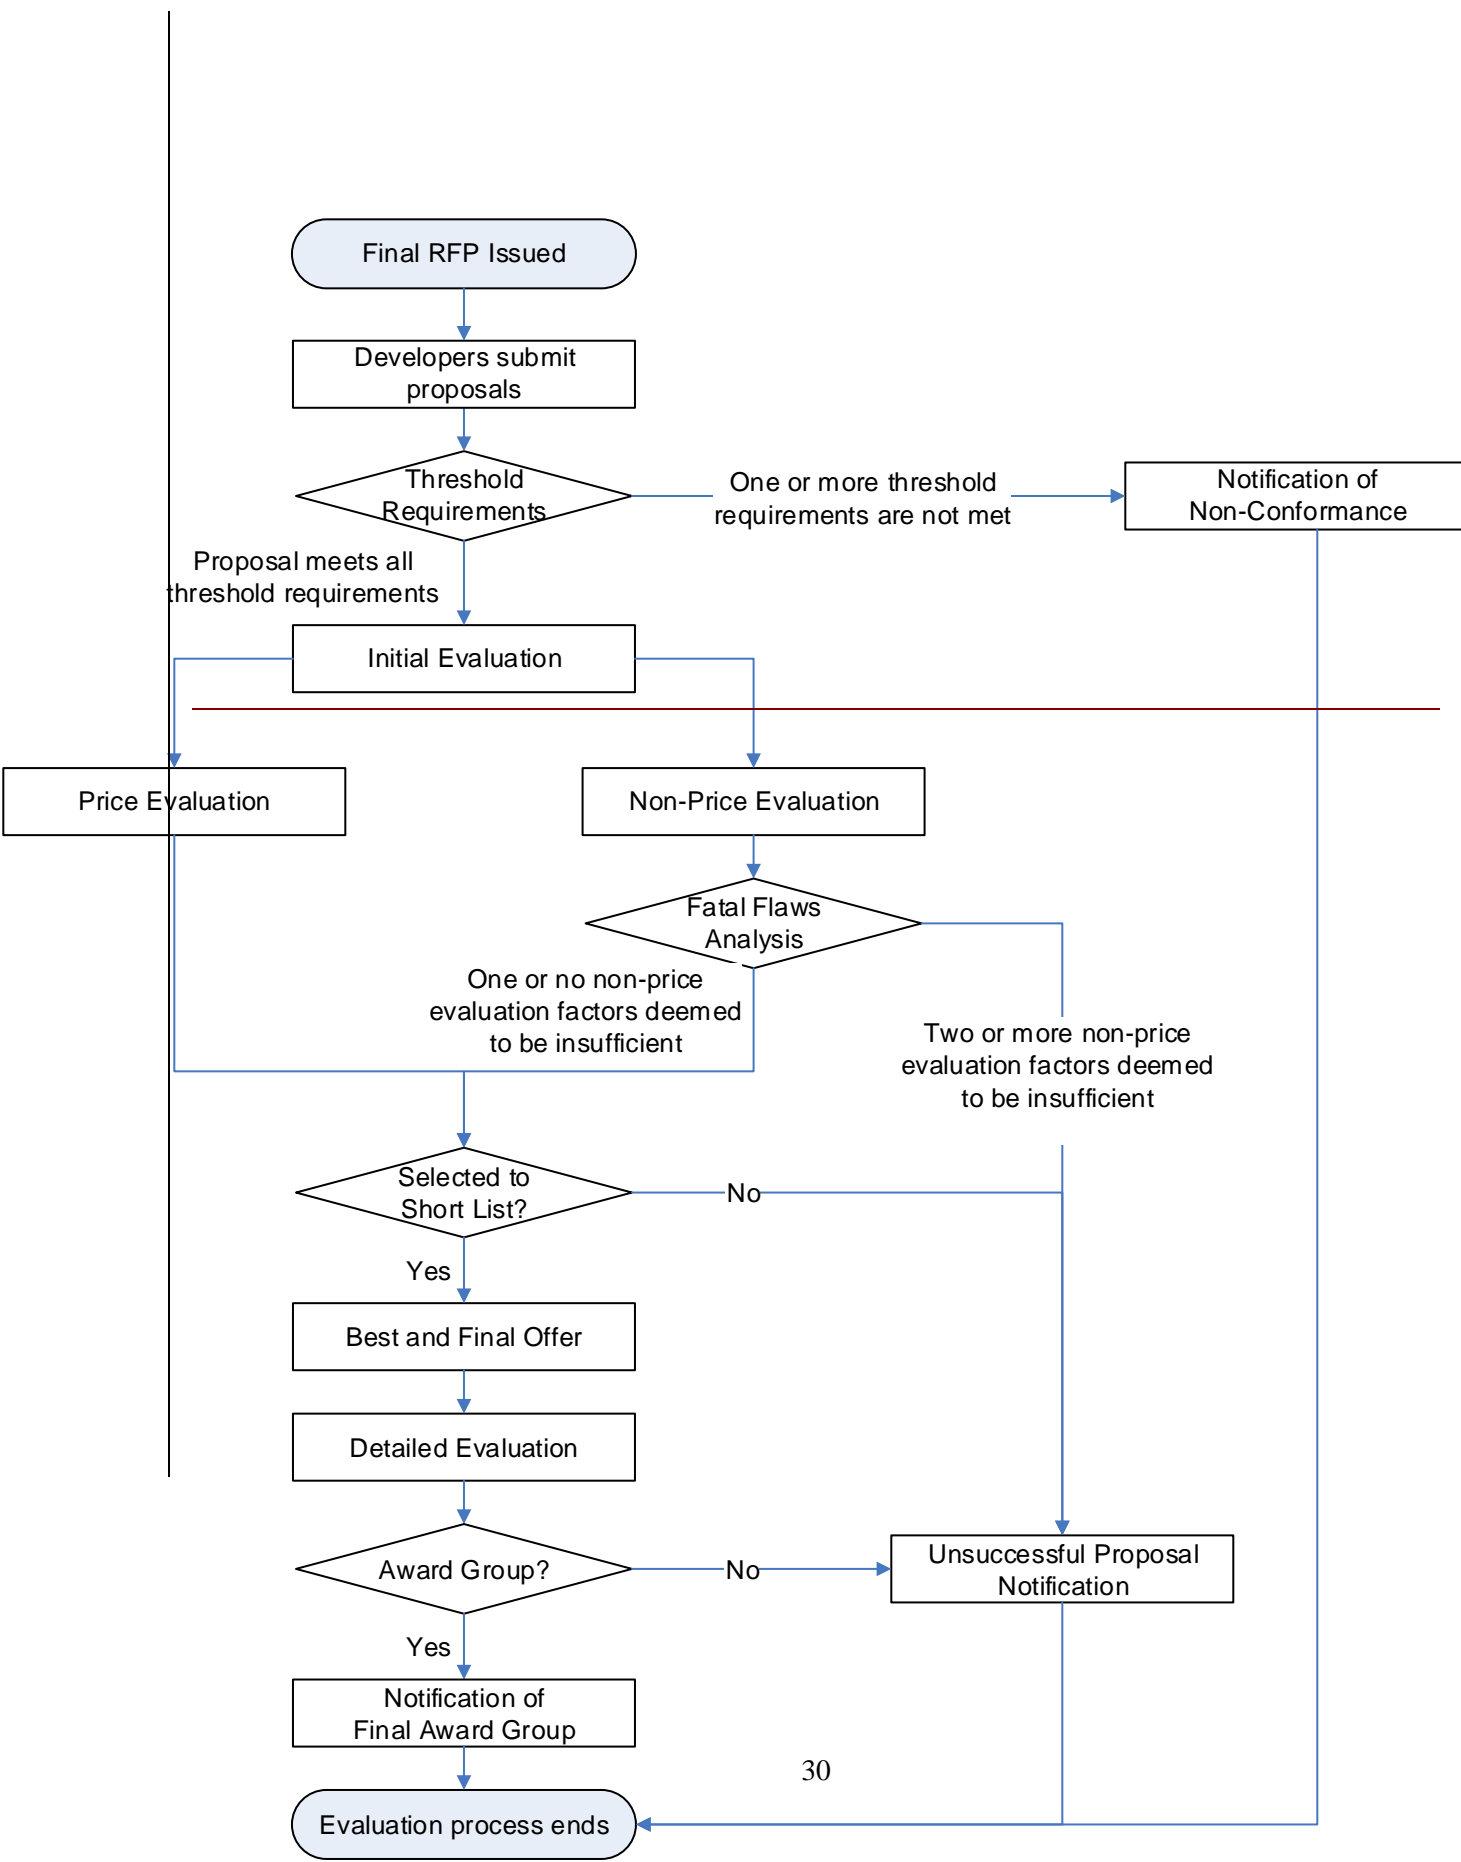 Final RFP Issued
Developers submit
proposals
Threshold
Requirements
One or more threshold
requirements are not met
Notification of
Non-Conformance
Proposal meets all
threshold requirements
Initial Evaluation
Price Evaluation
Non-Price Evaluation
Fatal Flaws
Analysis
One or no non-price
evaluation factors deemed
to be insufficient
Two or more non-price
evaluation factors deemed
to be insufficient
Selected to
Short List?
No
Yes
Best and Final Offer
Detailed Evaluation
Award Group?
No
Unsuccessful Proposal
Notification
Yes
Notification of
Final Award Group
30
Evaluation process ends